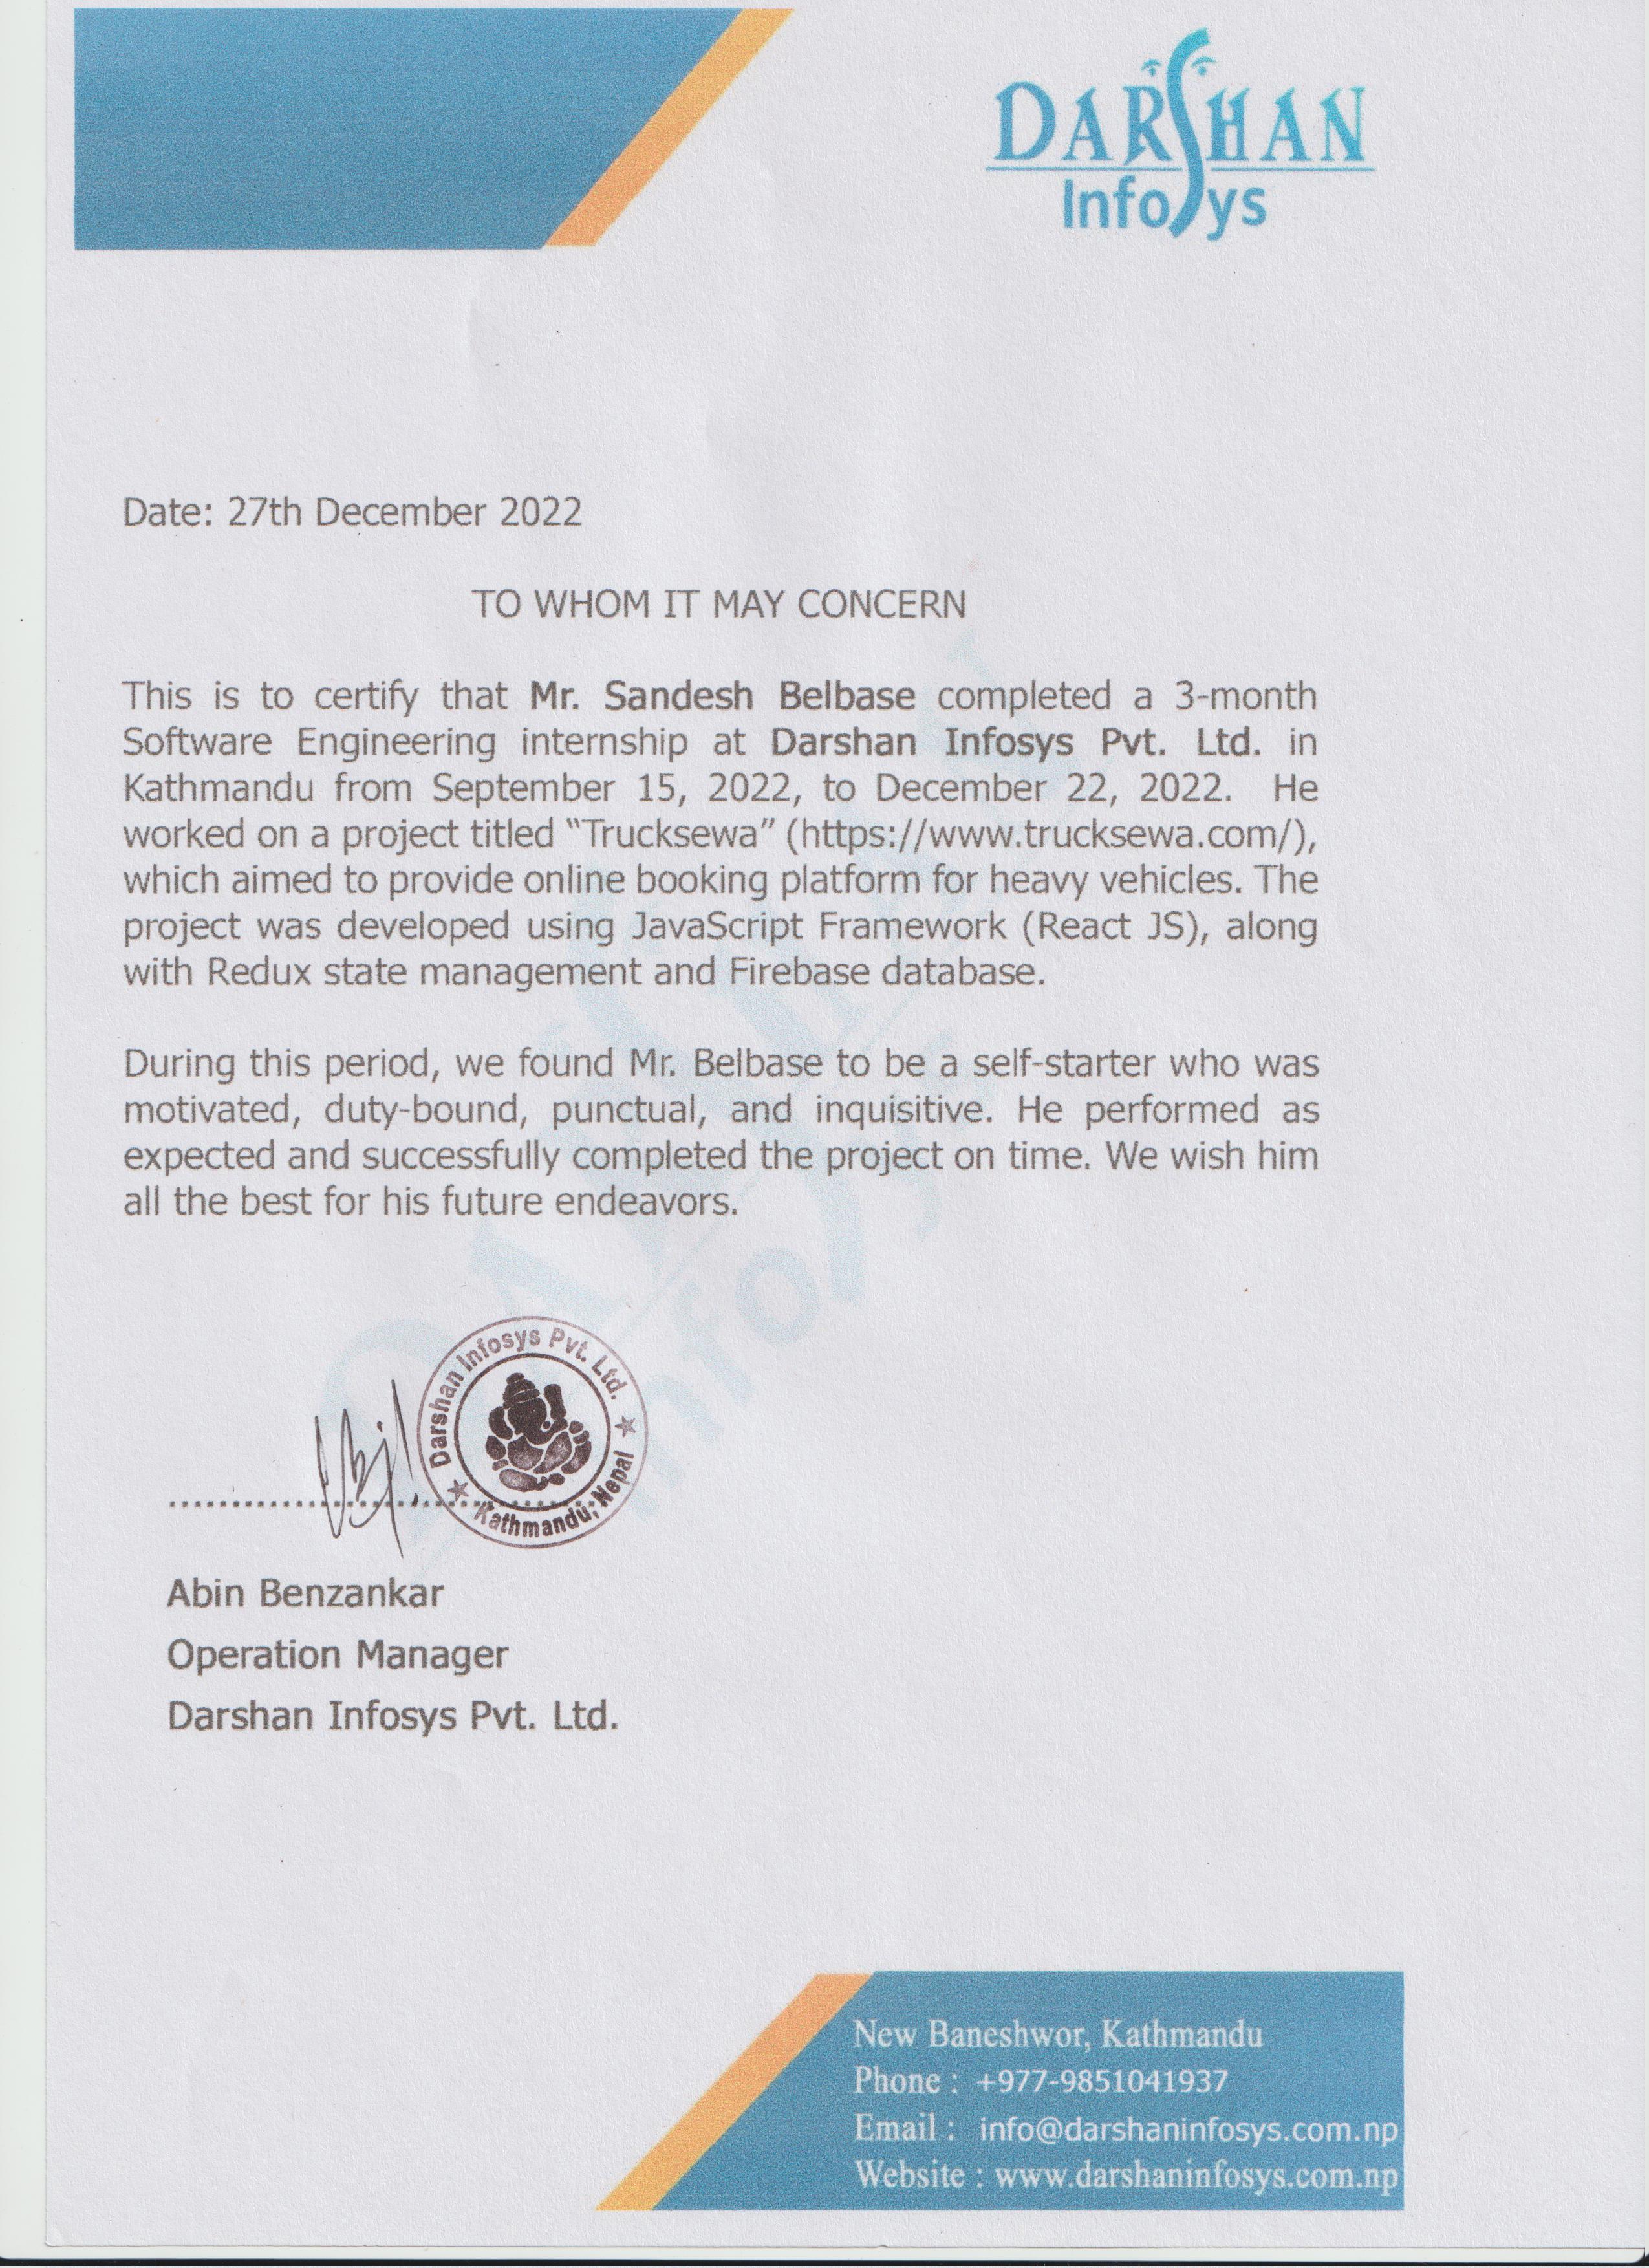 DARSHAN
InfoSys
Date: 27th December 2022
TO WHOM IT MAY CONCERN
This is to certify that Mr. Sandesh Belbase completed a 3-month
Software Engineering internship at Darshan Infosys Pvt. Ltd. in
Kathmandu from September 15, 2022, to December 22, 2022. He
worked on a project titled “Trucksewa” (https://www.trucksewa.com/),
which aimed to provide online booking platform for heavy vehicles. The
project was developed using JavaScript Framework (React JS), along
with Redux state management and Firebase database.
During this period, we found Mr. Belbase to be a self-starter who was
motivated, duty-bound, punctual, and inquisitive. He performed as
expected and successfully completed the project on time. We wish him
all the best for his future endeavors.
Darshan Infosys Pvt. Ltd.
Kathmandu, Nepal
Abin Benzankar
Operation Manager
Darshan Infosys Pvt. Ltd.
New Baneshwor, Kathmandu
Phone : +977-9851041937
Email : info@darshaninfosys.com.np
Website : www.darshaninfosys.com.np